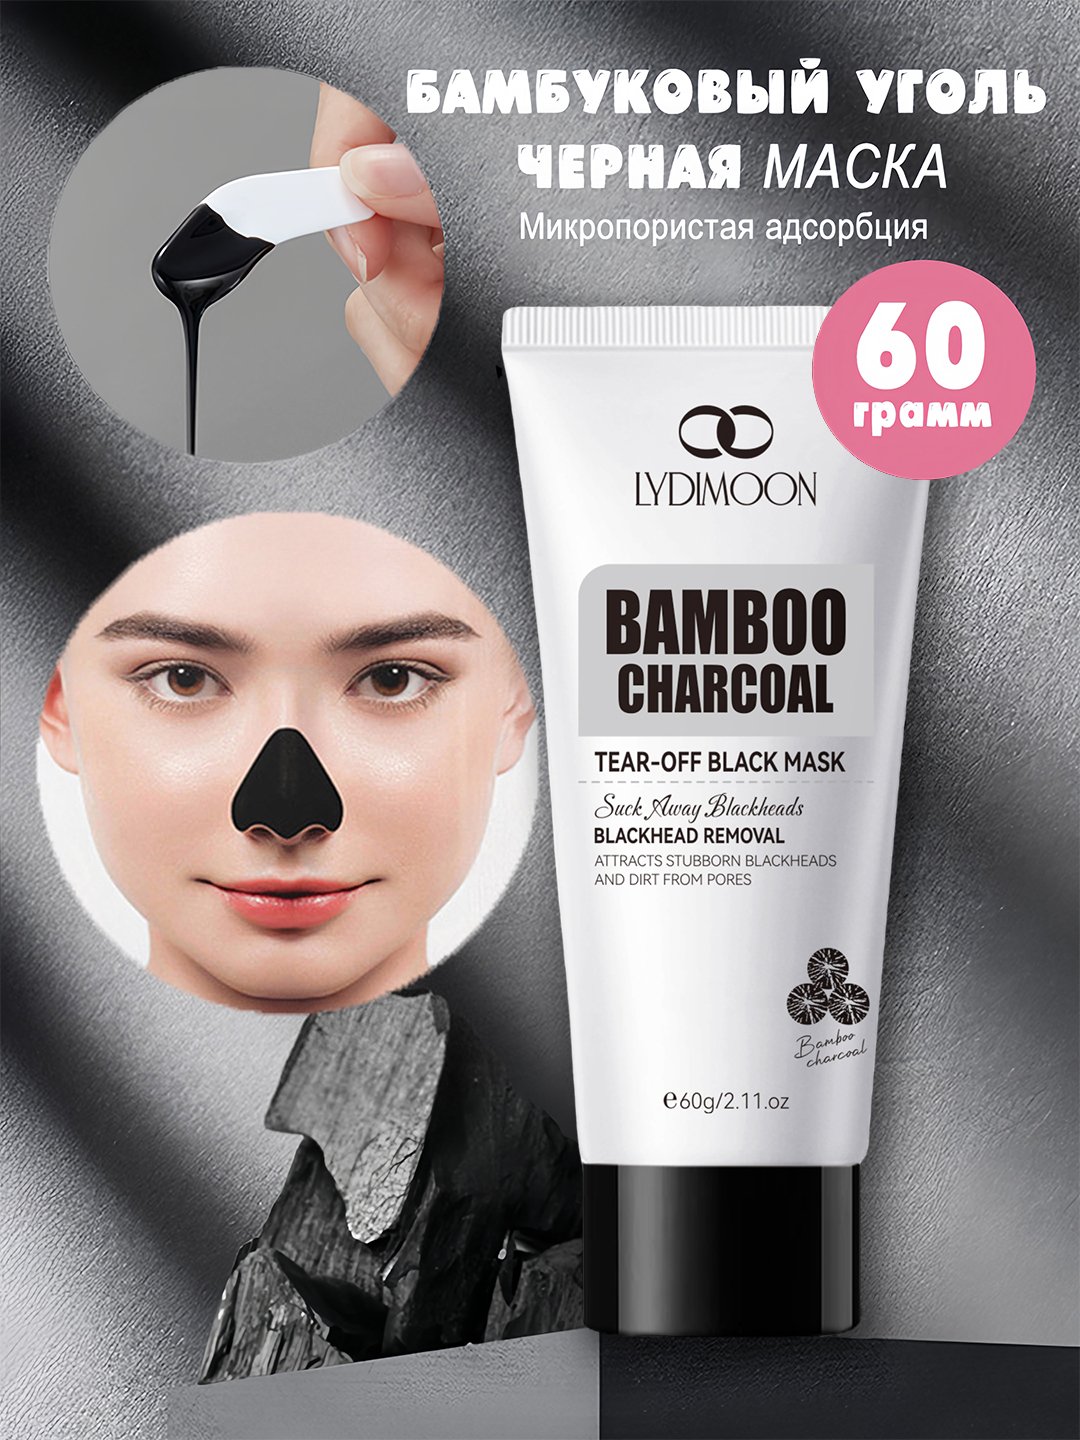 БАМБУКОВЫЙ УГОЛЬ
ЧЕРНАЯ МАСКА
Микропористая адсорбция
60
грамм
LYDIMOON
BAMBOO
CHARCOAL
TEAR-OFF BLACK MASK
Suck Away Blackheads
BLACKHEAD REMOVAL
ATTRACTS STUBBORN BLACKHEADS
AND DIRT FROM PORES
Bamboo
charcoal
e60g/2.11.oz